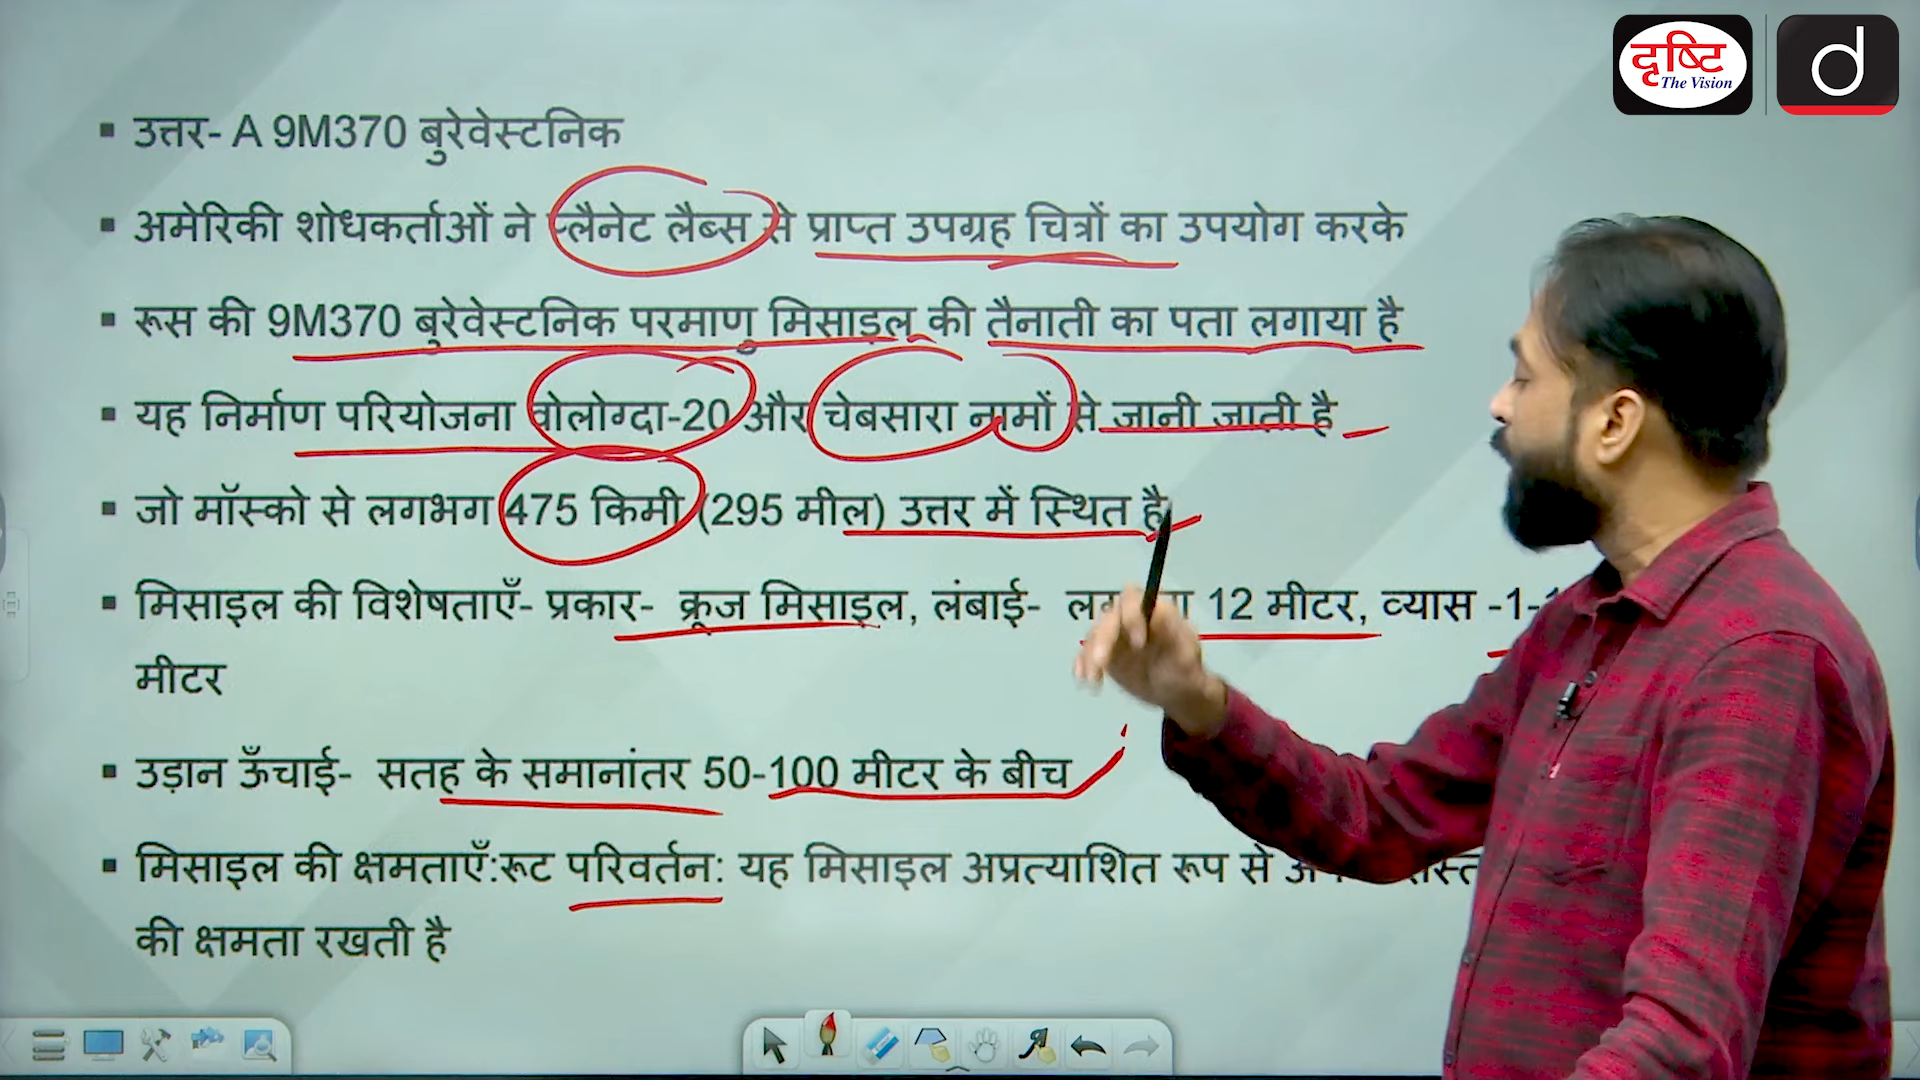 दृष्टि
The Vision
d
उत्तर- A 9M370 बुरेवेस्टनिक
अमेरिकी शोधकर्ताओं ने प्लैनेट लैब्स से प्राप्त उपग्रह चित्रों का उपयोग करके
रूस की 9M370 बुरेवेस्टनिक परमाणु मिसाइल की तैनाती का पता लगाया है
यह निर्माण परियोजना वोलोग्दा-20 और चेबसारा नामों से जानी जाती है
जो मॉस्को से लगभग 475 किमी (295 मील) उत्तर में स्थित है
मिसाइल की विशेषताएँ- प्रकार- क्रूज मिसाइल, लंबाई- 12 मीटर, व्यास -1-
मीटर
उड़ान ऊँचाई- सतह के समानांतर 50-100 मीटर के बीच
मिसाइल की क्षमताएँ:रूट परिवर्तन: यह मिसाइल अप्रत्याशित रूप से
की क्षमता रखती है